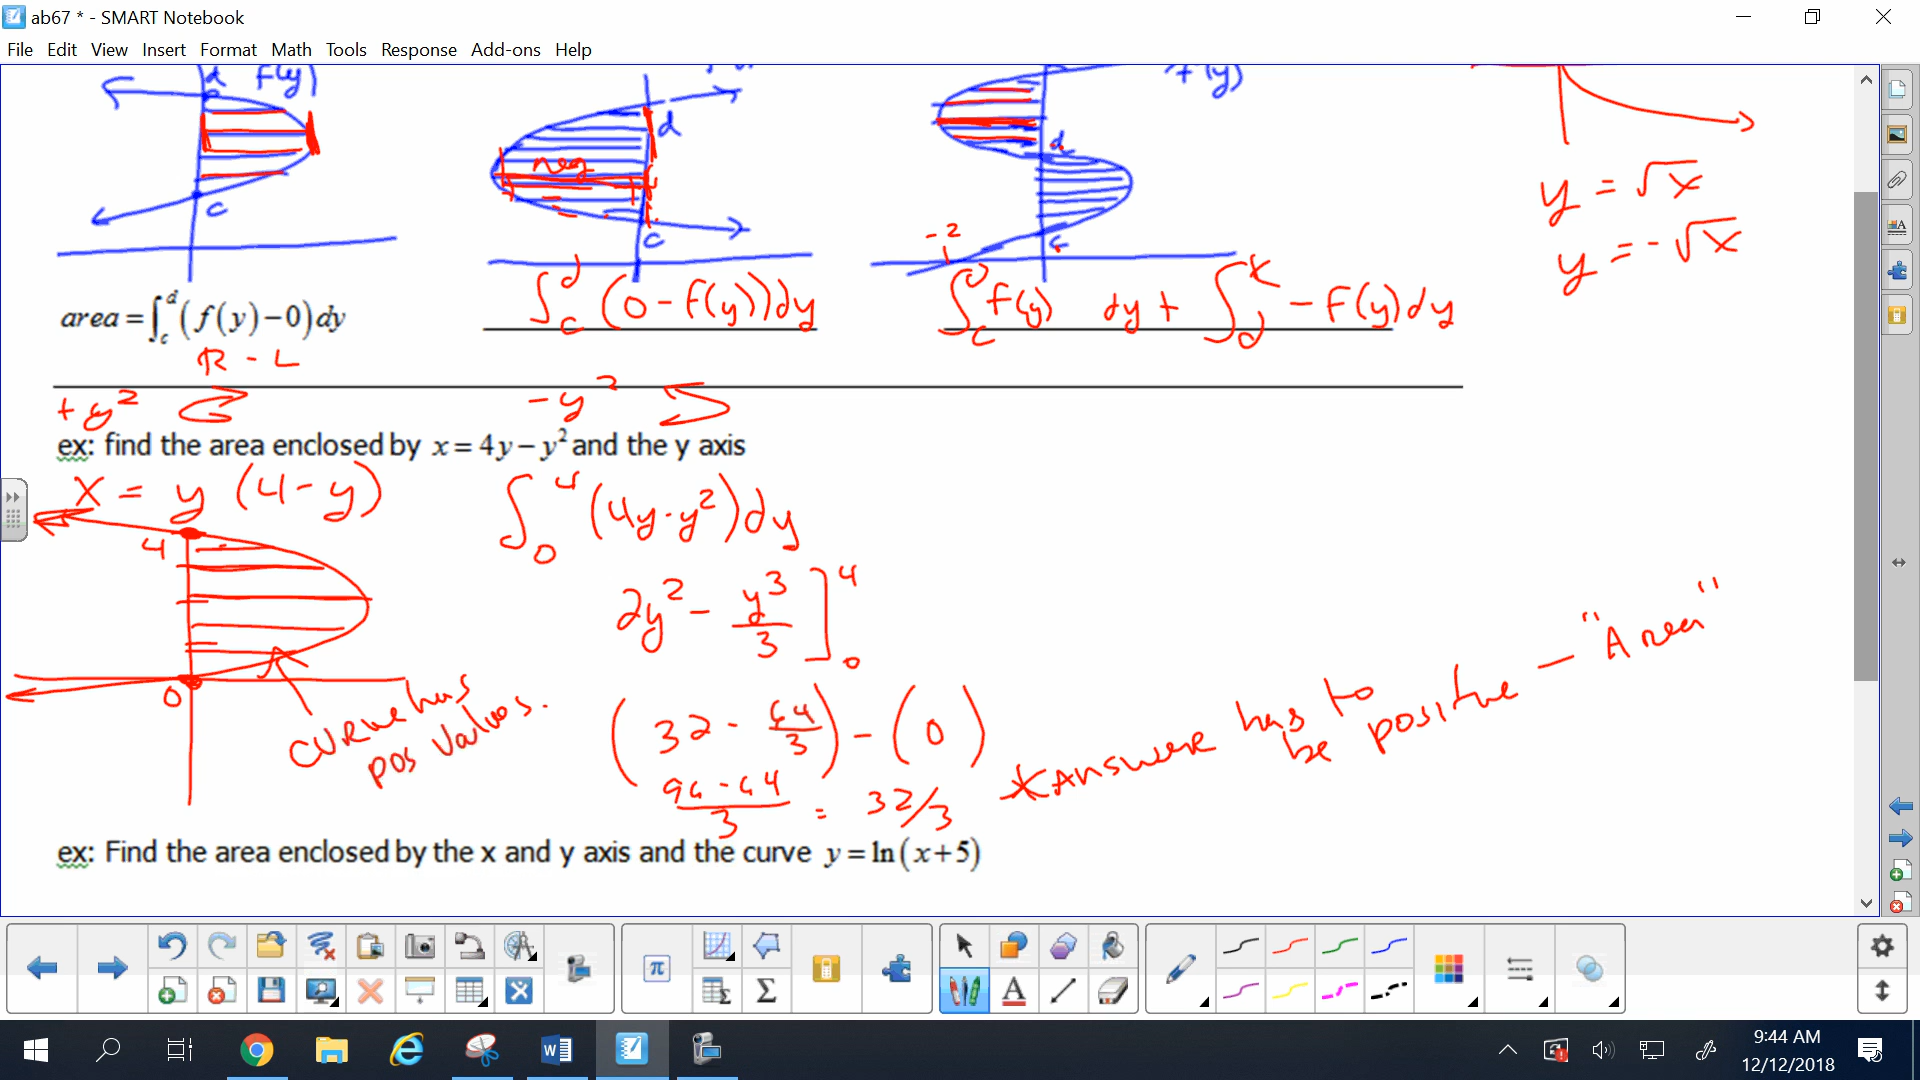 ab67 * - SMART Notebook
File Edit View Insert Format Math Tools Response Add-ons Help
d f(y)
c
neg
d
c
f(y)
d
c
-2
y = √x
y = -√x
area = ∫_c^d (f(y)-0)dy
R - L
∫_c^d (0-f(y))dy
∫_c^d f(y) dy + ∫_d^k -f(y)dy
+y²
-y²
ex: find the area enclosed by x = 4y - y² and the y axis
x = y (4-y)
4
0
curve has
pos values.
∫_0^4 (4y-y²)dy
2y² - y³/3 ]_0^4
(32 - 64/3) - (0)
96-64/3 = 32/3
*Answer has to
be positive — "Area"
ex: Find the area enclosed by the x and y axis and the curve y = ln(x+5)
π
Σ
A
9:44 AM
12/12/2018